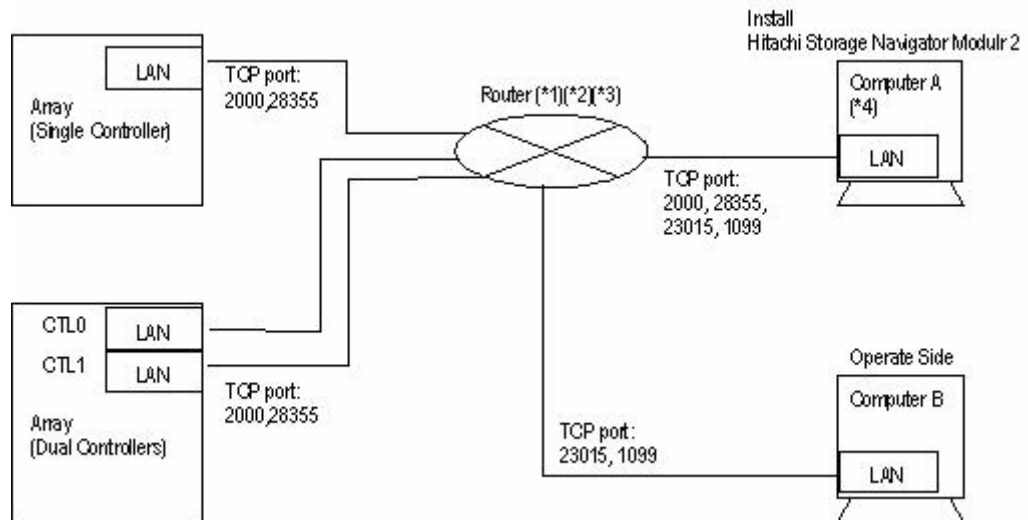 Install
Hitachi Storage Navigator Modulr 2
LAN
Array
(Single Controller)
TCP port:
2000,28355
Router (*1)(*2)(*3)
Computer A
(*4)
LAN
TCP port:
2000, 28355,
23015, 1099
CTL0
LAN
CTL1
LAN
Array
(Dual Controllers)
TCP port:
2000,28355
TCP port:
23015, 1099
Operate Side
Computer B
LAN